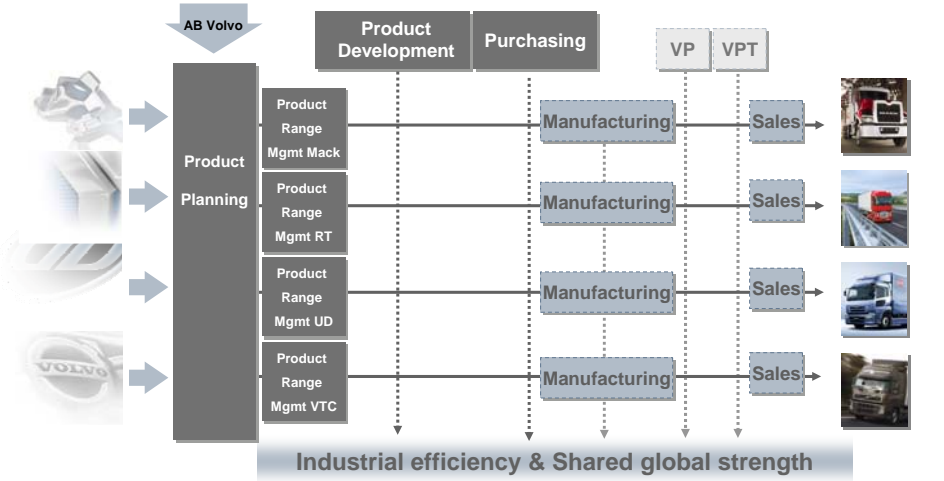 AB Volvo
Product
Development
Purchasing
VP
VPT
Product
Planning
Product
Range
Mgmt Mack
Manufacturing
Sales
Product
Range
Mgmt RT
Manufacturing
Sales
Product
Range
Mgmt UD
Manufacturing
Sales
VOLVO
Product
Range
Mgmt VTC
Manufacturing
Sales
Industrial efficiency & Shared global strength